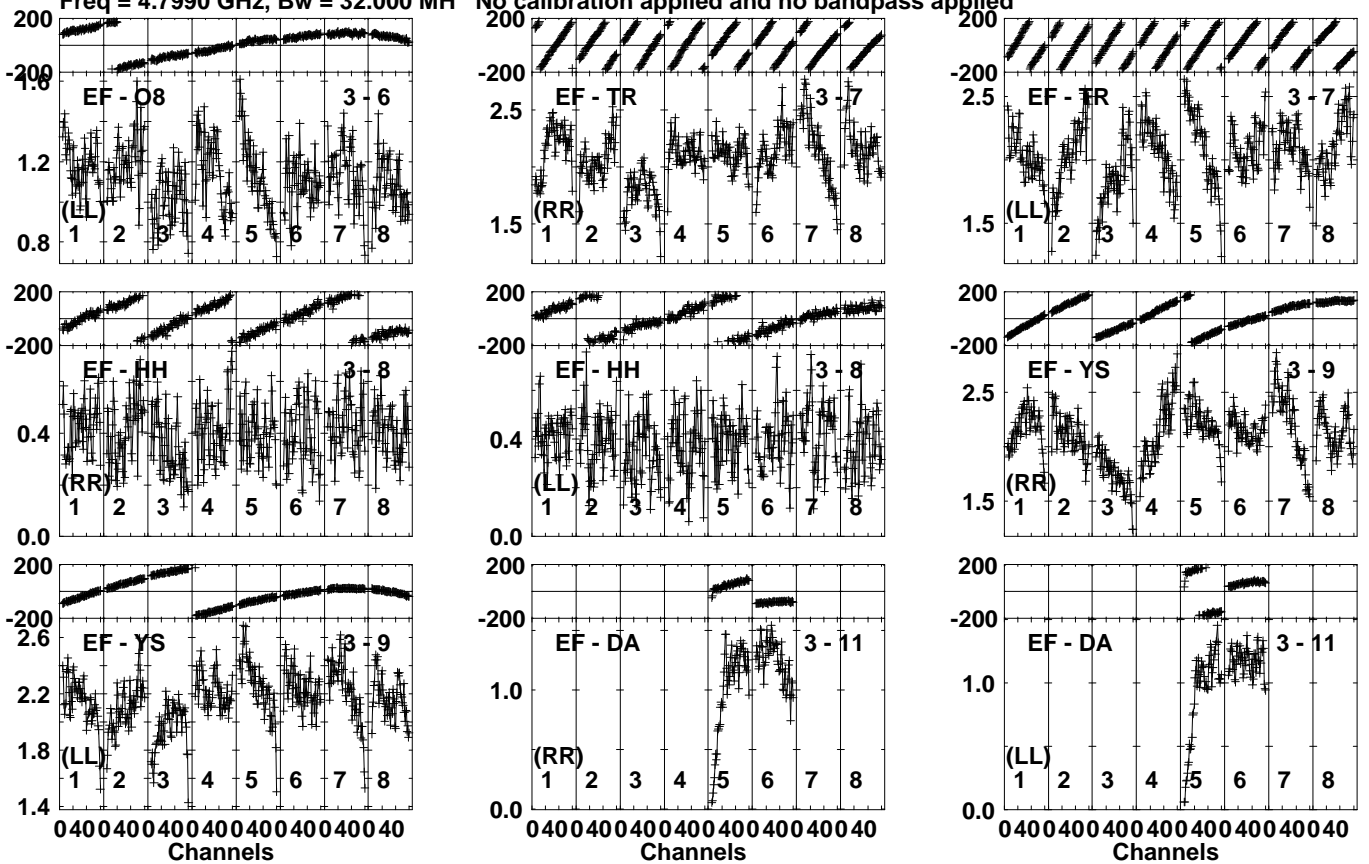 Freq = 4.7990 GHz, Bw = 32.000 MH No calibration applied and no bandpass applied
200
-200
1.6
1.2
0.8
EF - O8 3 - 6
(LL)
1 2 3 4 5 6 7 8
200
-200
2.5
1.5
EF - TR 3 - 7
(RR)
1 2 3 4 5 6 7 8
200
-200
2.5
1.5
EF - TR 3 - 7
(LL)
1 2 3 4 5 6 7 8
200
-200
0.4
0.0
EF - HH 3 - 8
(RR)
1 2 3 4 5 6 7 8
200
-200
0.4
0.0
EF - HH 3 - 8
(LL)
1 2 3 4 5 6 7 8
200
-200
2.5
1.5
EF - YS 3 - 9
(RR)
1 2 3 4 5 6 7 8
200
-200
2.6
2.2
1.8
1.4
EF - YS 3 - 9
(LL)
1 2 3 4 5 6 7 8
0 40 0 40 0 40 0 40 0 40 0 40 0 40 0 40
Channels
200
-200
1.0
0.0
EF - DA 3 - 11
(RR)
1 2 3 4 5 6 7 8
0 40 0 40 0 40 0 40 0 40 0 40 0 40 0 40
Channels
200
-200
1.0
0.0
EF - DA 3 - 11
(LL)
1 2 3 4 5 6 7 8
0 40 0 40 0 40 0 40 0 40 0 40 0 40 0 40
Channels